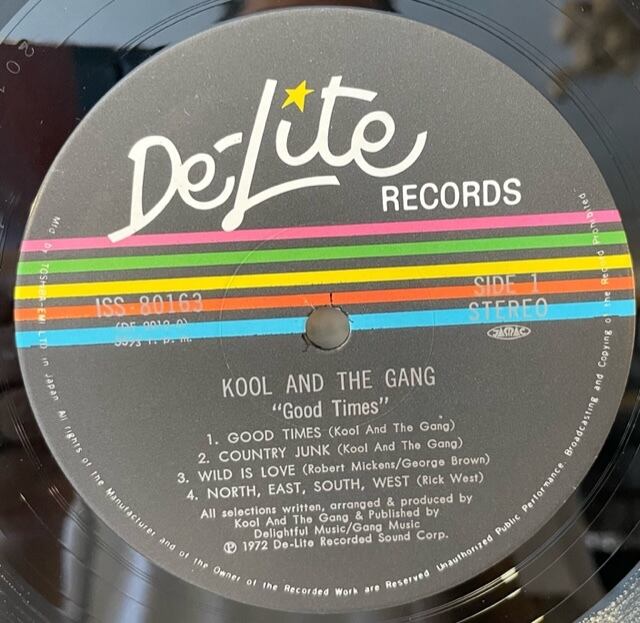 De-Lite
RECORDS
ISS-80163
SIDE 1
STEREO
JASRAC
33⅓ r. p. m.
KOOL AND THE GANG
"Good Times"
1. GOOD TIMES (Kool And The Gang)
2. COUNTRY JUNK (Kool And The Gang)
3. WILD IS LOVE (Robert Mickens/George Brown)
4. NORTH, EAST, SOUTH, WEST (Rick West)
All selections written, arranged & produced by
Kool And The Gang & Published by
Delightful Music/Gang Music
Ⓟ 1972 De-Lite Recorded Sound Corp.
Mfd by TOSHIBA-EMI LTD in Japan. All rights of the Manufacturer and of the Owner of the Recorded Work are Reserved Unauthorized Public Performance. Broadcasting and Copying of the Record Prohibited.